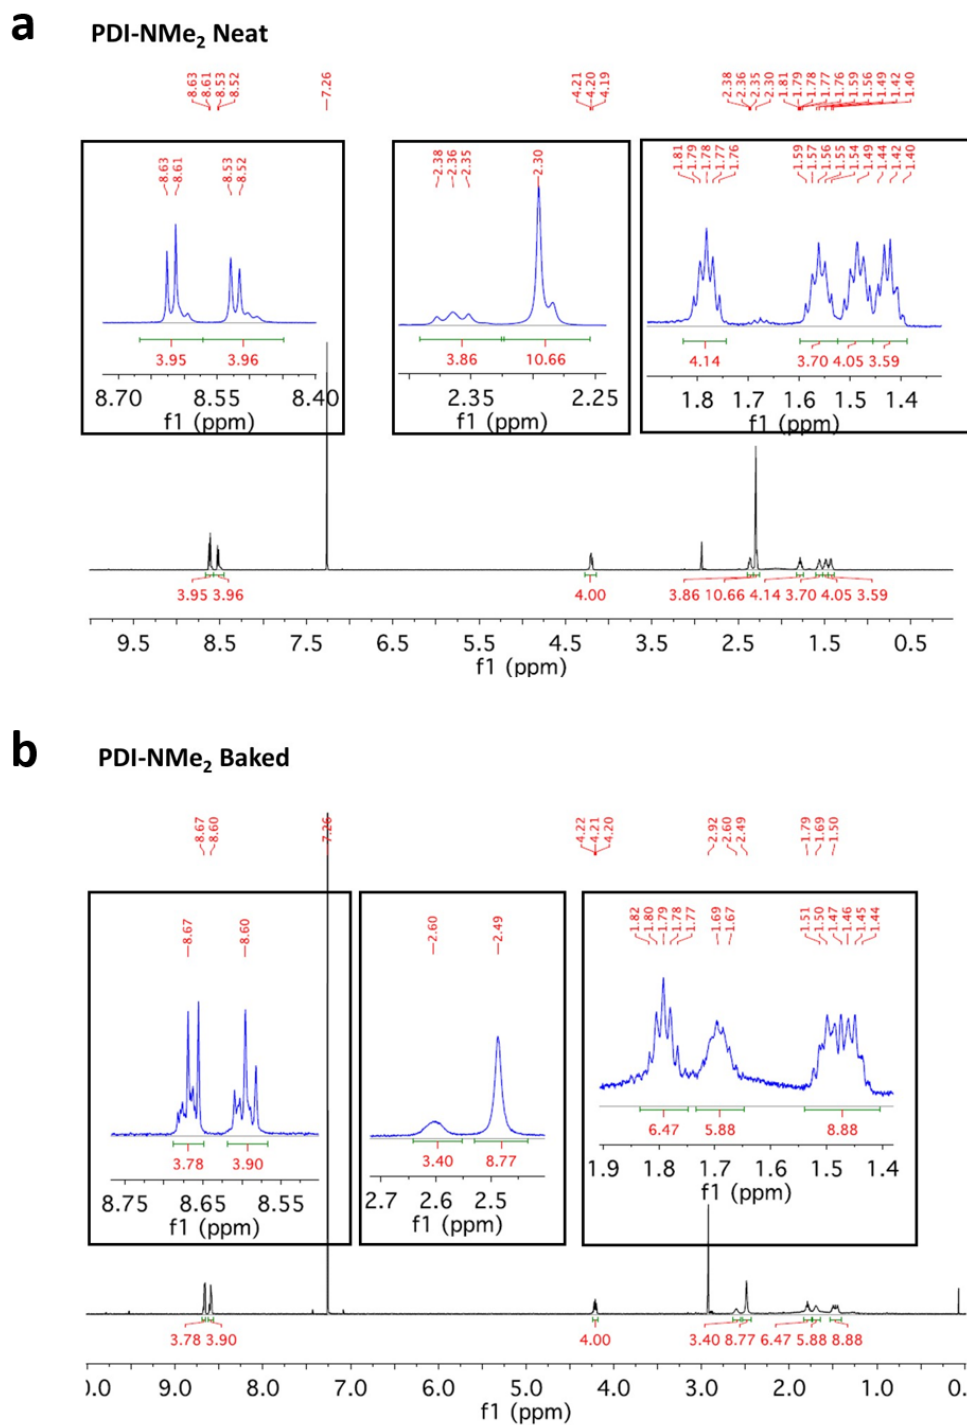 a
PDI-NMe₂ Neat
8.63 8.61 8.53 8.52
7.26
4.21 4.20 4.19
2.38 2.36 2.35 2.30
1.81 1.79 1.78 1.77 1.76 1.59 1.56 1.49 1.42 1.40
8.63 8.61 8.53 8.52
3.95 3.96
8.70 8.55 8.40
f1 (ppm)
2.38 2.36 2.35 2.30
3.86 10.66
2.35 2.25
f1 (ppm)
1.81 1.79 1.78 1.77 1.76 1.59 1.57 1.56 1.55 1.54 1.49 1.44 1.42 1.40
4.14 3.70 4.05 3.59
1.8 1.7 1.6 1.5 1.4
f1 (ppm)
3.95 3.96 4.00 3.86 10.66 4.14 3.70 4.05 3.59
9.5 8.5 7.5 6.5 5.5 4.5 3.5 2.5 1.5 0.5
f1 (ppm)
b
PDI-NMe₂ Baked
8.67 8.60
7.26
4.22 4.21 4.20
2.92 2.60 2.49
1.79 1.69 1.50
8.67 8.60
3.78 3.90
8.75 8.65 8.55
f1 (ppm)
2.60 2.49
3.40 8.77
2.7 2.6 2.5
f1 (ppm)
1.82 1.80 1.79 1.78 1.77 1.69 1.67 1.51 1.50 1.47 1.46 1.45 1.44
6.47 5.88 8.88
1.9 1.8 1.7 1.6 1.5 1.4
f1 (ppm)
3.78 3.90 4.00 3.40 8.77 6.47 5.88 8.88
0.0 9.0 8.0 7.0 6.0 5.0 4.0 3.0 2.0 1.0 0.
f1 (ppm)